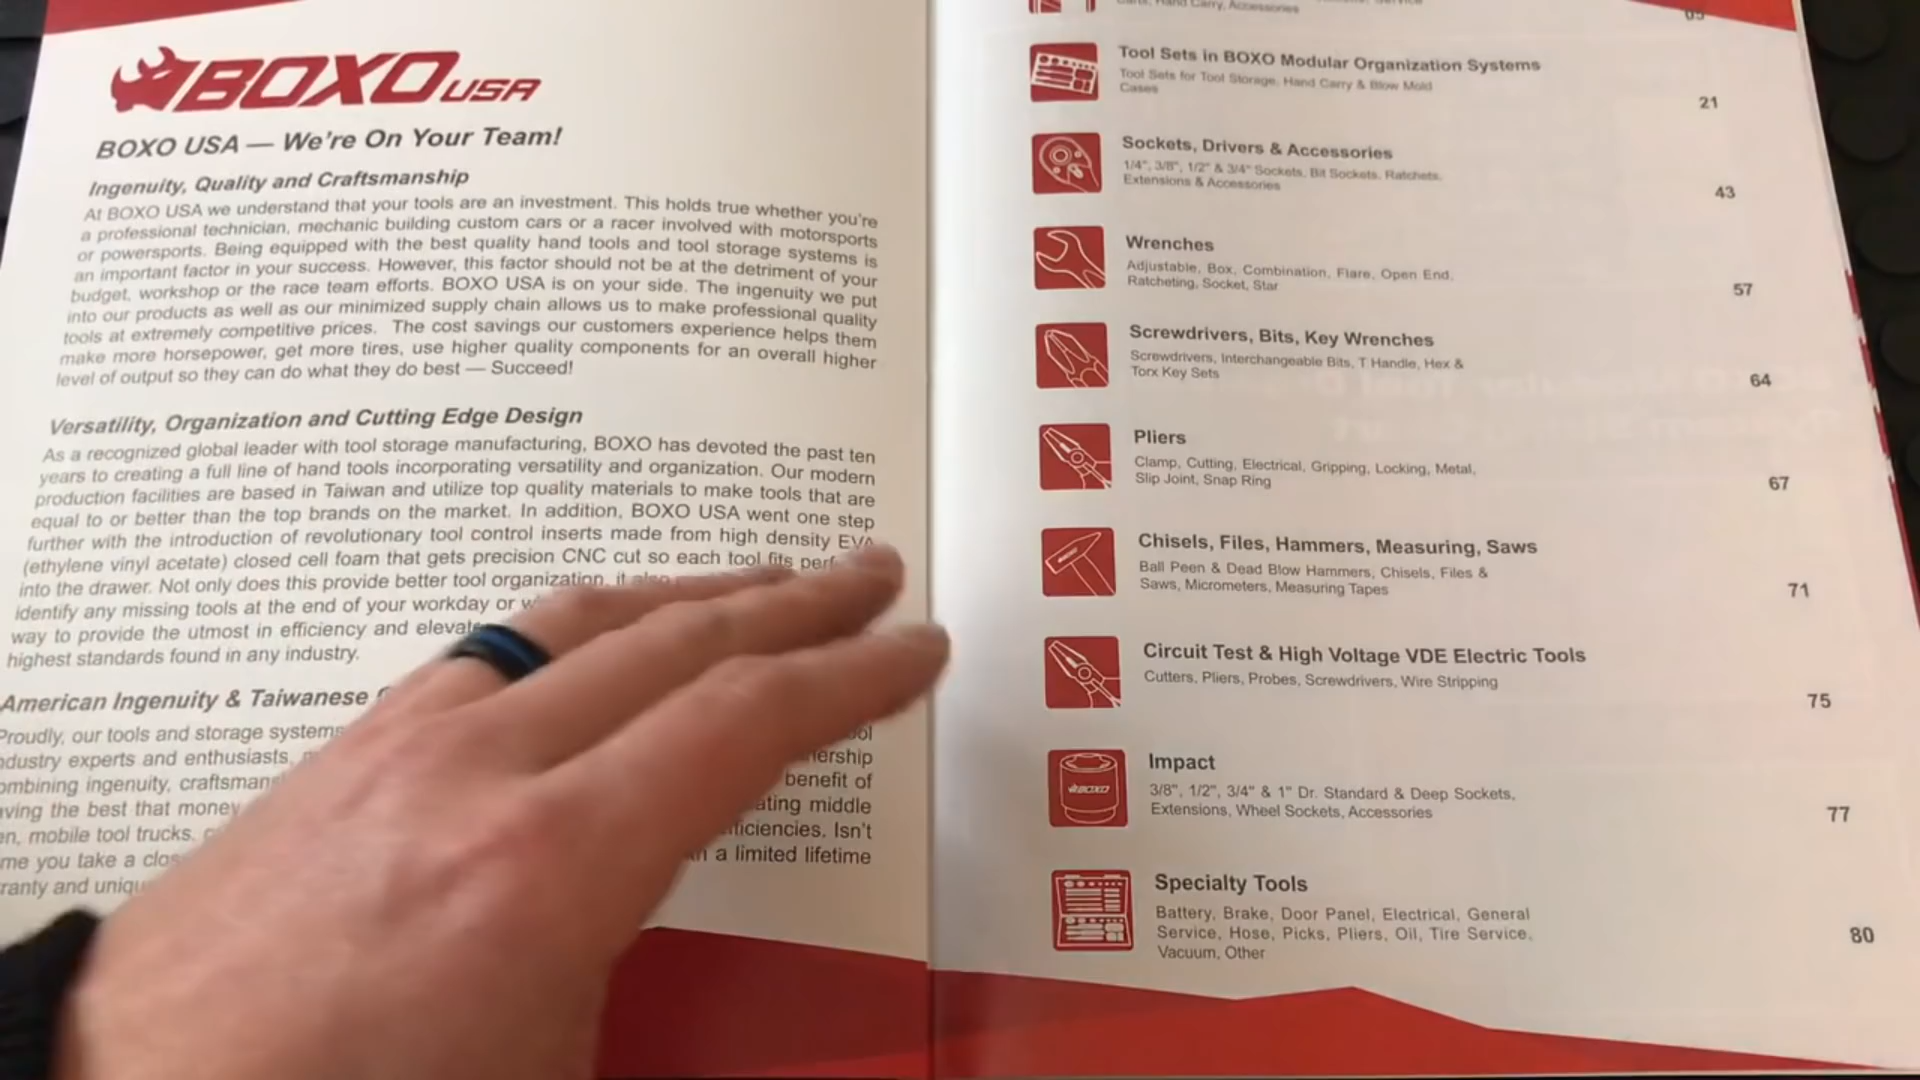 BOXO USA
BOXO USA — We're On Your Team!
Ingenuity, Quality and Craftsmanship
At BOXO USA we understand that your tools are an investment. This holds true whether you're
a professional technician, mechanic building custom cars or a racer involved with motorsports
or powersports. Being equipped with the best quality hand tools and tool storage systems is
an important factor in your success. However, this factor should not be at the detriment of your
budget, workshop or the race team efforts. BOXO USA is on your side. The ingenuity we put
into our products as well as our minimized supply chain allows us to make professional quality
tools at extremely competitive prices. The cost savings our customers experience helps them
make more horsepower, get more tires, use higher quality components for an overall higher
level of output so they can do what they do best — Succeed!
Versatility, Organization and Cutting Edge Design
As a recognized global leader with tool storage manufacturing, BOXO has devoted the past ten
years to creating a full line of hand tools incorporating versatility and organization. Our modern
production facilities are based in Taiwan and utilize top quality materials to make tools that are
equal to or better than the top brands on the market. In addition, BOXO USA went one step
further with the introduction of revolutionary tool control inserts made from high density EVA
(ethylene vinyl acetate) closed cell foam that gets precision CNC cut so each tool fits
into the drawer. Not only does this provide better tool organization, it also
identify any missing tools at the end of your workday or
way to provide the utmost in efficiency and
highest standards found in any industry.
American Ingenuity & Taiwanese
Proudly, our tools and storage systems
industry experts and enthusiasts,
benefit of
the best that money
middle
mobile tool trucks. Isn't
me you take a a limited lifetime
and
Hand Carry, Accessories
Tool Sets in BOXO Modular Organization Systems
Tool Sets for Tool Storage, Hand Carry & Blow Mold
Cases
21
Sockets, Drivers & Accessories
1/4", 3/8", 1/2" & 3/4" Sockets, Bit Sockets, Ratchets,
Extensions & Accessories
43
Wrenches
Adjustable, Box, Combination, Flare, Open End,
Ratcheting, Socket, Star
57
Screwdrivers, Bits, Key Wrenches
Screwdrivers, Interchangeable Bits, T Handle, Hex &
Torx Key Sets
64
Pliers
Clamp, Cutting, Electrical, Gripping, Locking, Metal,
Slip Joint, Snap Ring
67
Chisels, Files, Hammers, Measuring, Saws
Ball Peen & Dead Blow Hammers, Chisels, Files &
Saws, Micrometers, Measuring Tapes
71
Circuit Test & High Voltage VDE Electric Tools
Cutters, Pliers, Probes, Screwdrivers, Wire Stripping
75
BOXO
Impact
3/8", 1/2", 3/4" & 1" Dr. Standard & Deep Sockets,
Extensions, Wheel Sockets, Accessories
77
Specialty Tools
Battery, Brake, Door Panel, Electrical, General
Service, Hose, Picks, Pliers, Oil, Tire Service,
Vacuum, Other
80